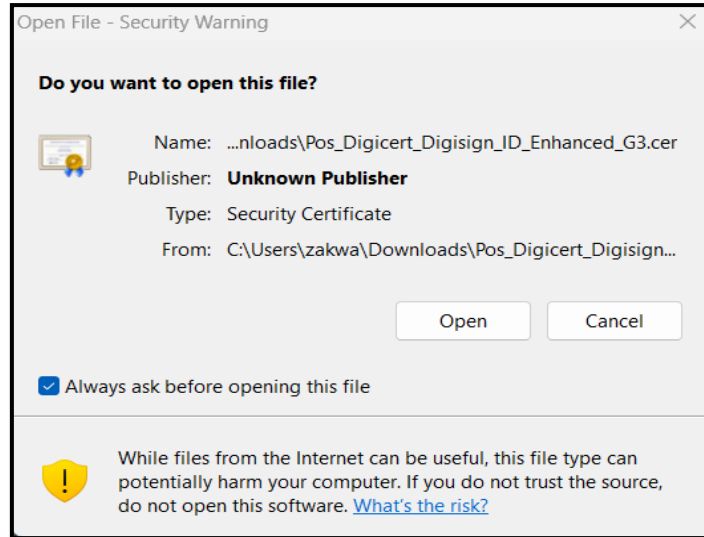 Open File - Security Warning
Do you want to open this file?
Name: ...nloads\Pos_Digicert_Digisign_ID_Enhanced_G3.cer
Publisher: Unknown Publisher
Type: Security Certificate
From: C:\Users\zakwa\Downloads\Pos_Digicert_Digisign...
Open Cancel
Always ask before opening this file
While files from the Internet can be useful, this file type can
potentially harm your computer. If you do not trust the source,
do not open this software. What's the risk?